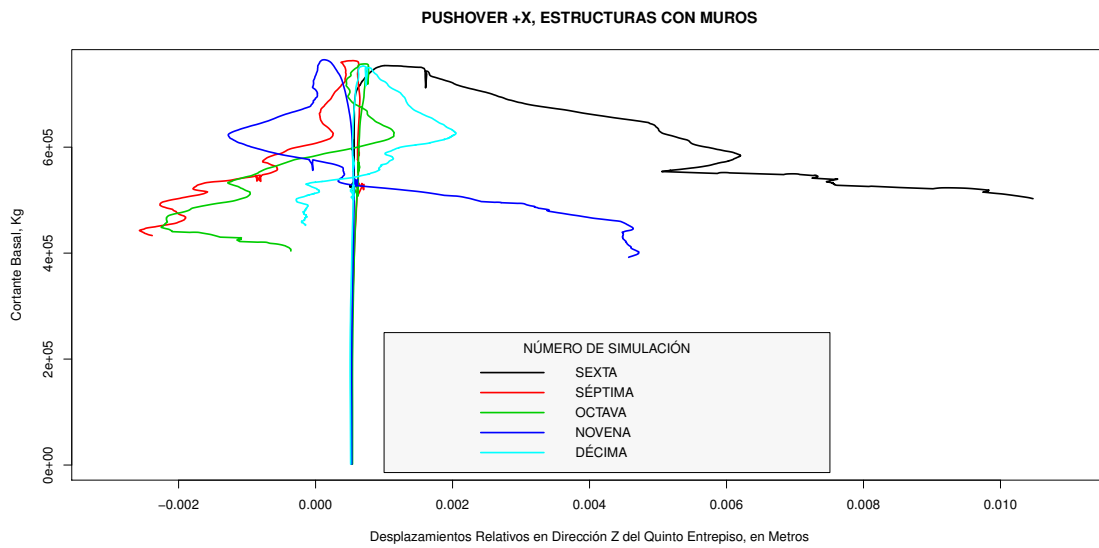 PUSHOVER +X, ESTRUCTURAS CON MUROS
Cortante Basal, Kg
6e+05
4e+05
2e+05
0e+00
NÚMERO DE SIMULACIÓN
SEXTA
SÉPTIMA
OCTAVA
NOVENA
DÉCIMA
-0.002 0.000 0.002 0.004 0.006 0.008 0.010
Desplazamientos Relativos en Dirección Z del Quinto Entrepiso, en Metros